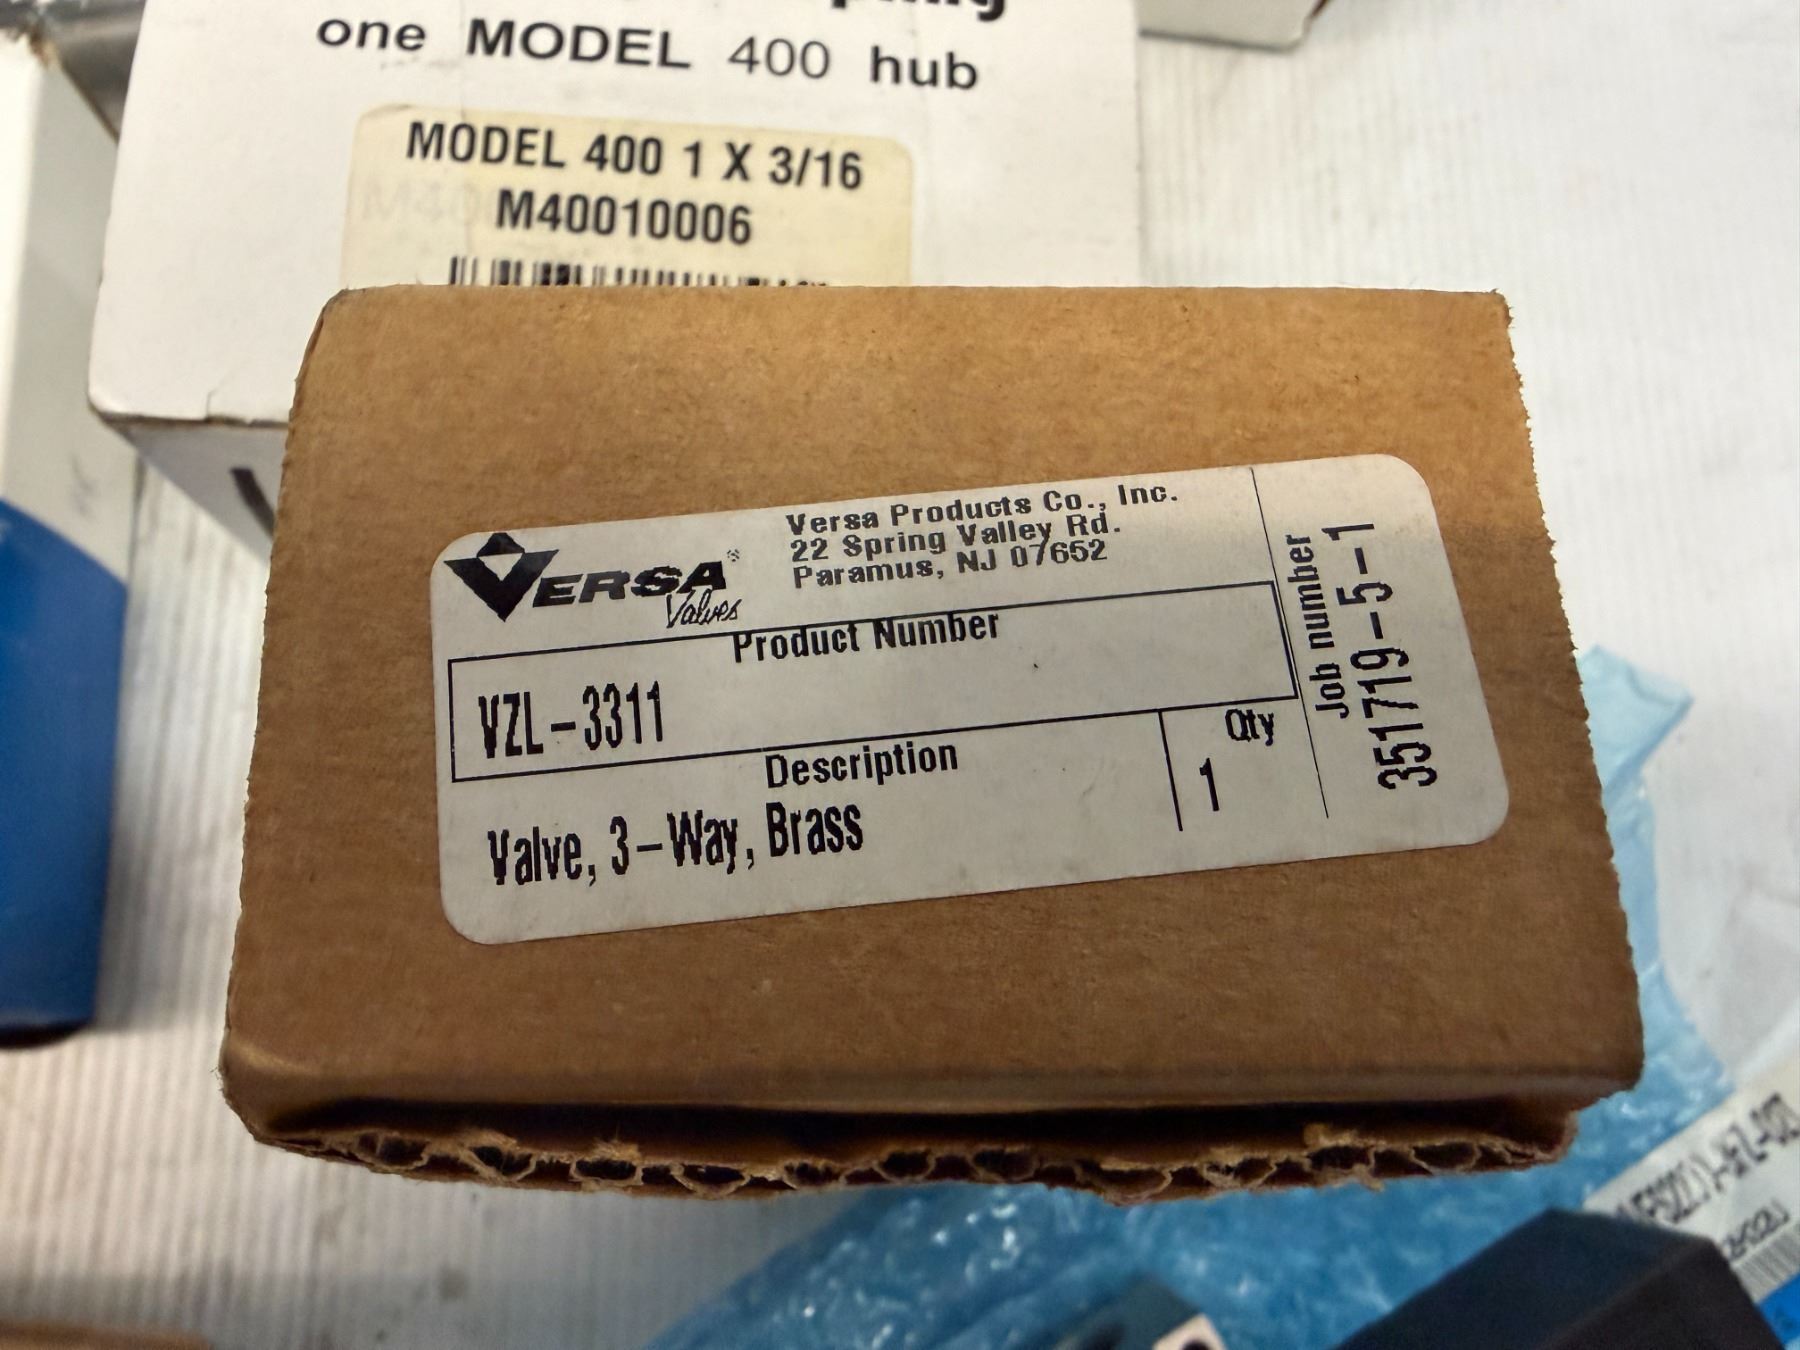 one MODEL 400 hub
MODEL 400 1 X 3/16
M40010006
VERSA®
Valves
Versa Products Co., Inc.
22 Spring Valley Rd.
Paramus, NJ 07652
Product Number
VZL-3311
Description
Valve, 3-Way, Brass
Qty
1
Job number
351719-5-1